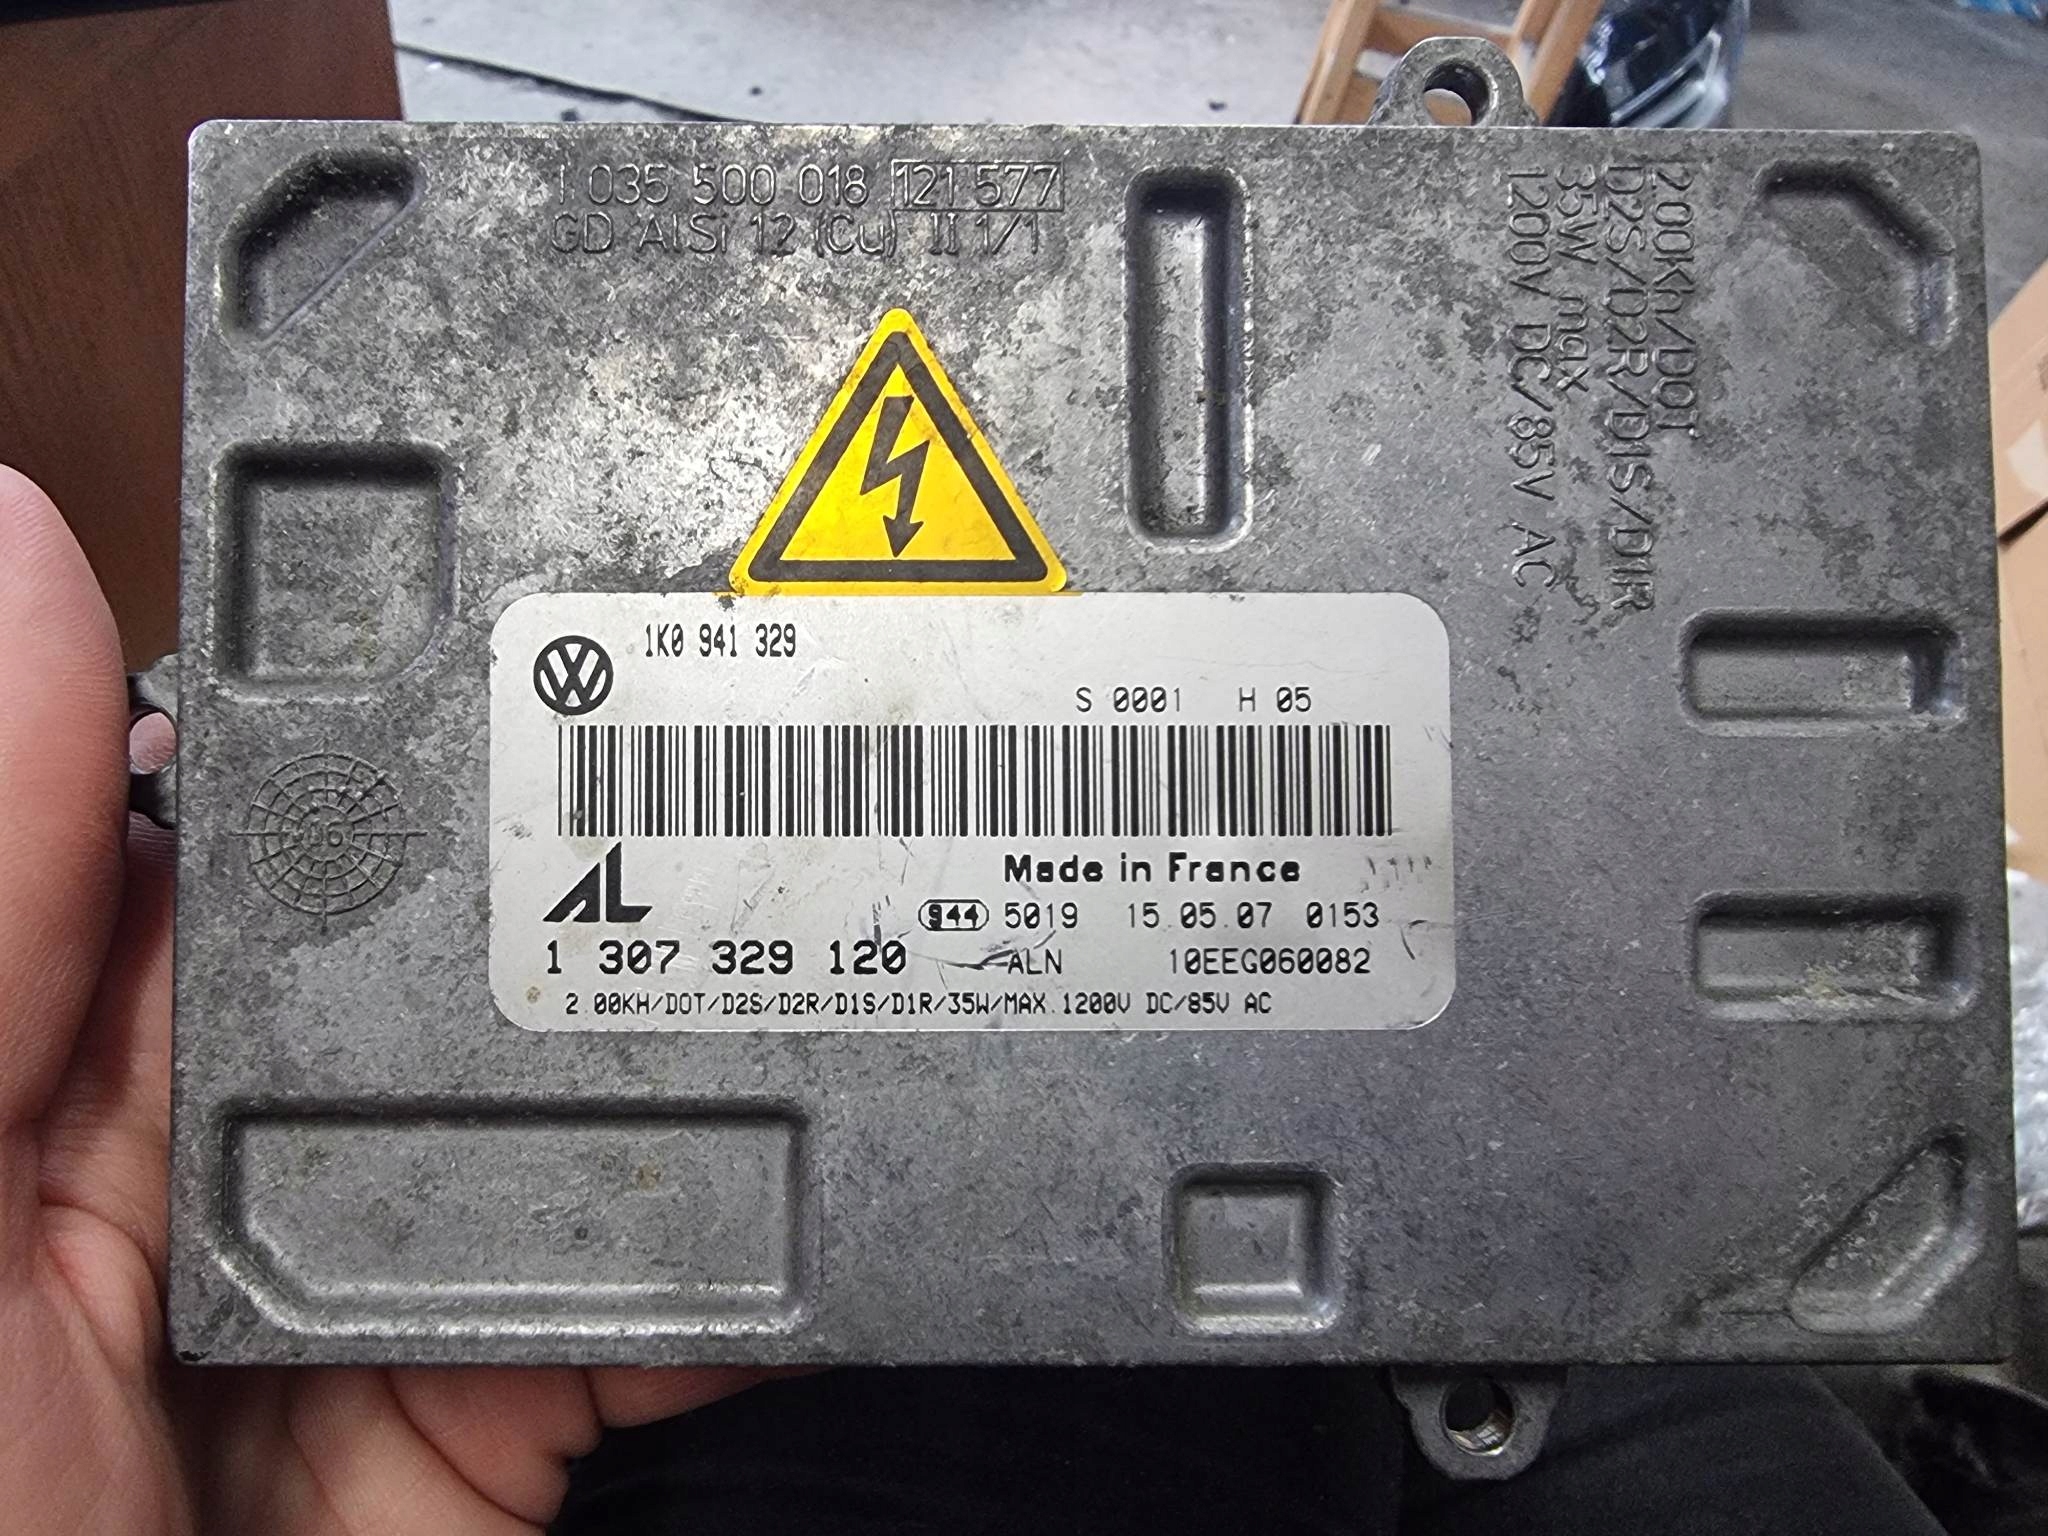 1 035 500 018 121 577
GD AlSi 12 (Cu) II 1/1
1200Kh/DOT
D2S/D2R/D1S/D1R
35W max
1200V DC/85V AC
1K0 941 329
S 0001 H 05
AL
Made in France
944 5019 15.05.07 0153
1 307 329 120 ALN 10EEG060082
2.00KH/DOT/D2S/D2R/D1S/D1R/35W/MAX.1200V DC/85V AC